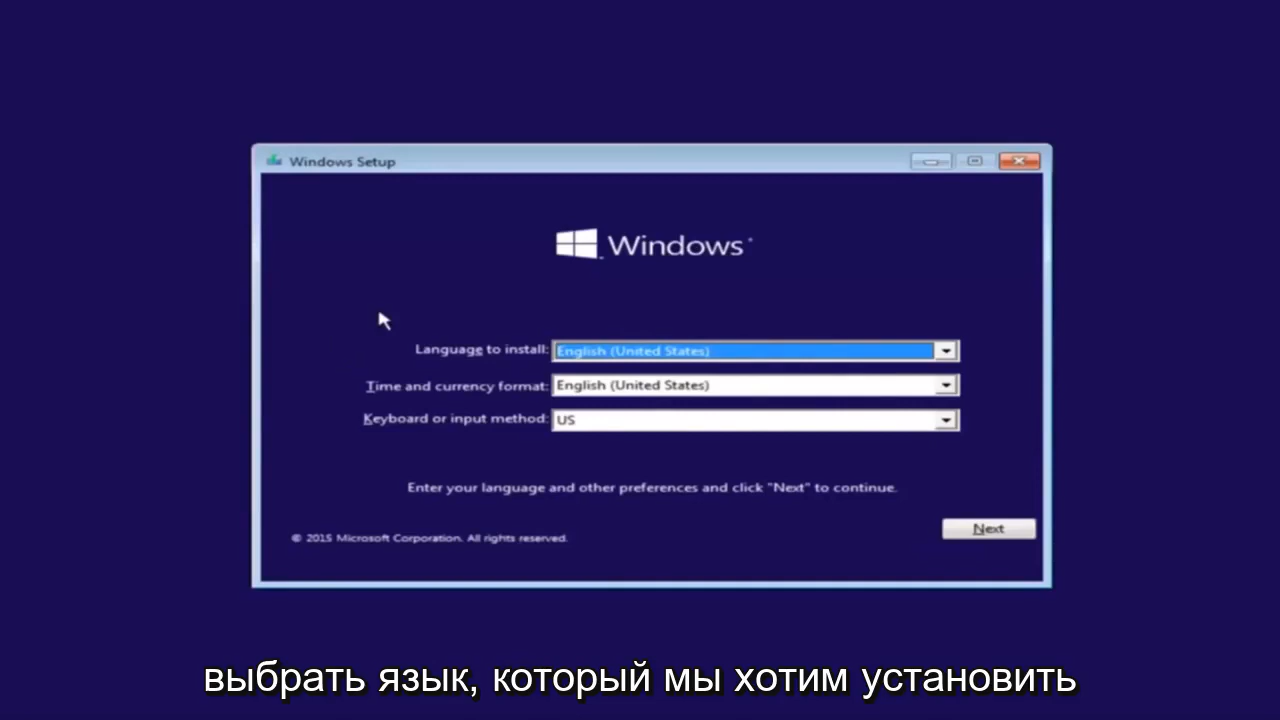 Windows Setup
Windows
Language to install: English (United States)
Time and currency format: English (United States)
Keyboard or input method: US
Enter your language and other preferences and click "Next" to continue.
Next
© 2015 Microsoft Corporation. All rights reserved.
выбрать язык, который мы хотим установить